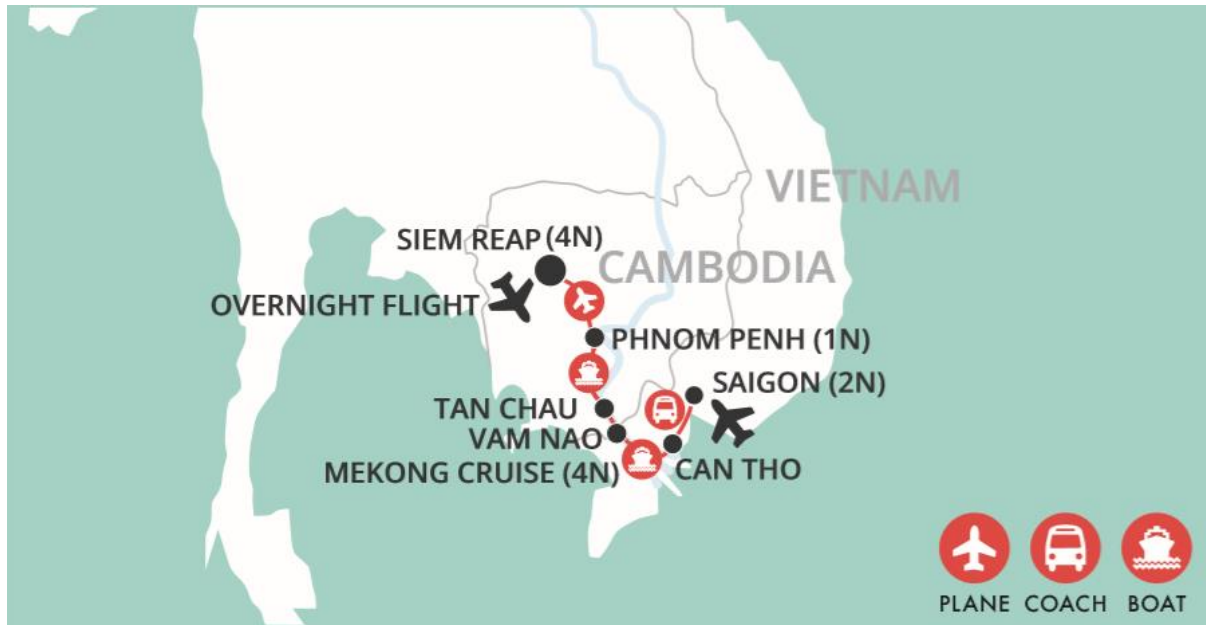 VIETNAM
SIEM REAP (4N)
CAMBODIA
OVERNIGHT FLIGHT
PHNOM PENH (1N)
SAIGON (2N)
TAN CHAU
VAM NAO
MEKONG CRUISE (4N)
CAN THO
PLANE COACH BOAT